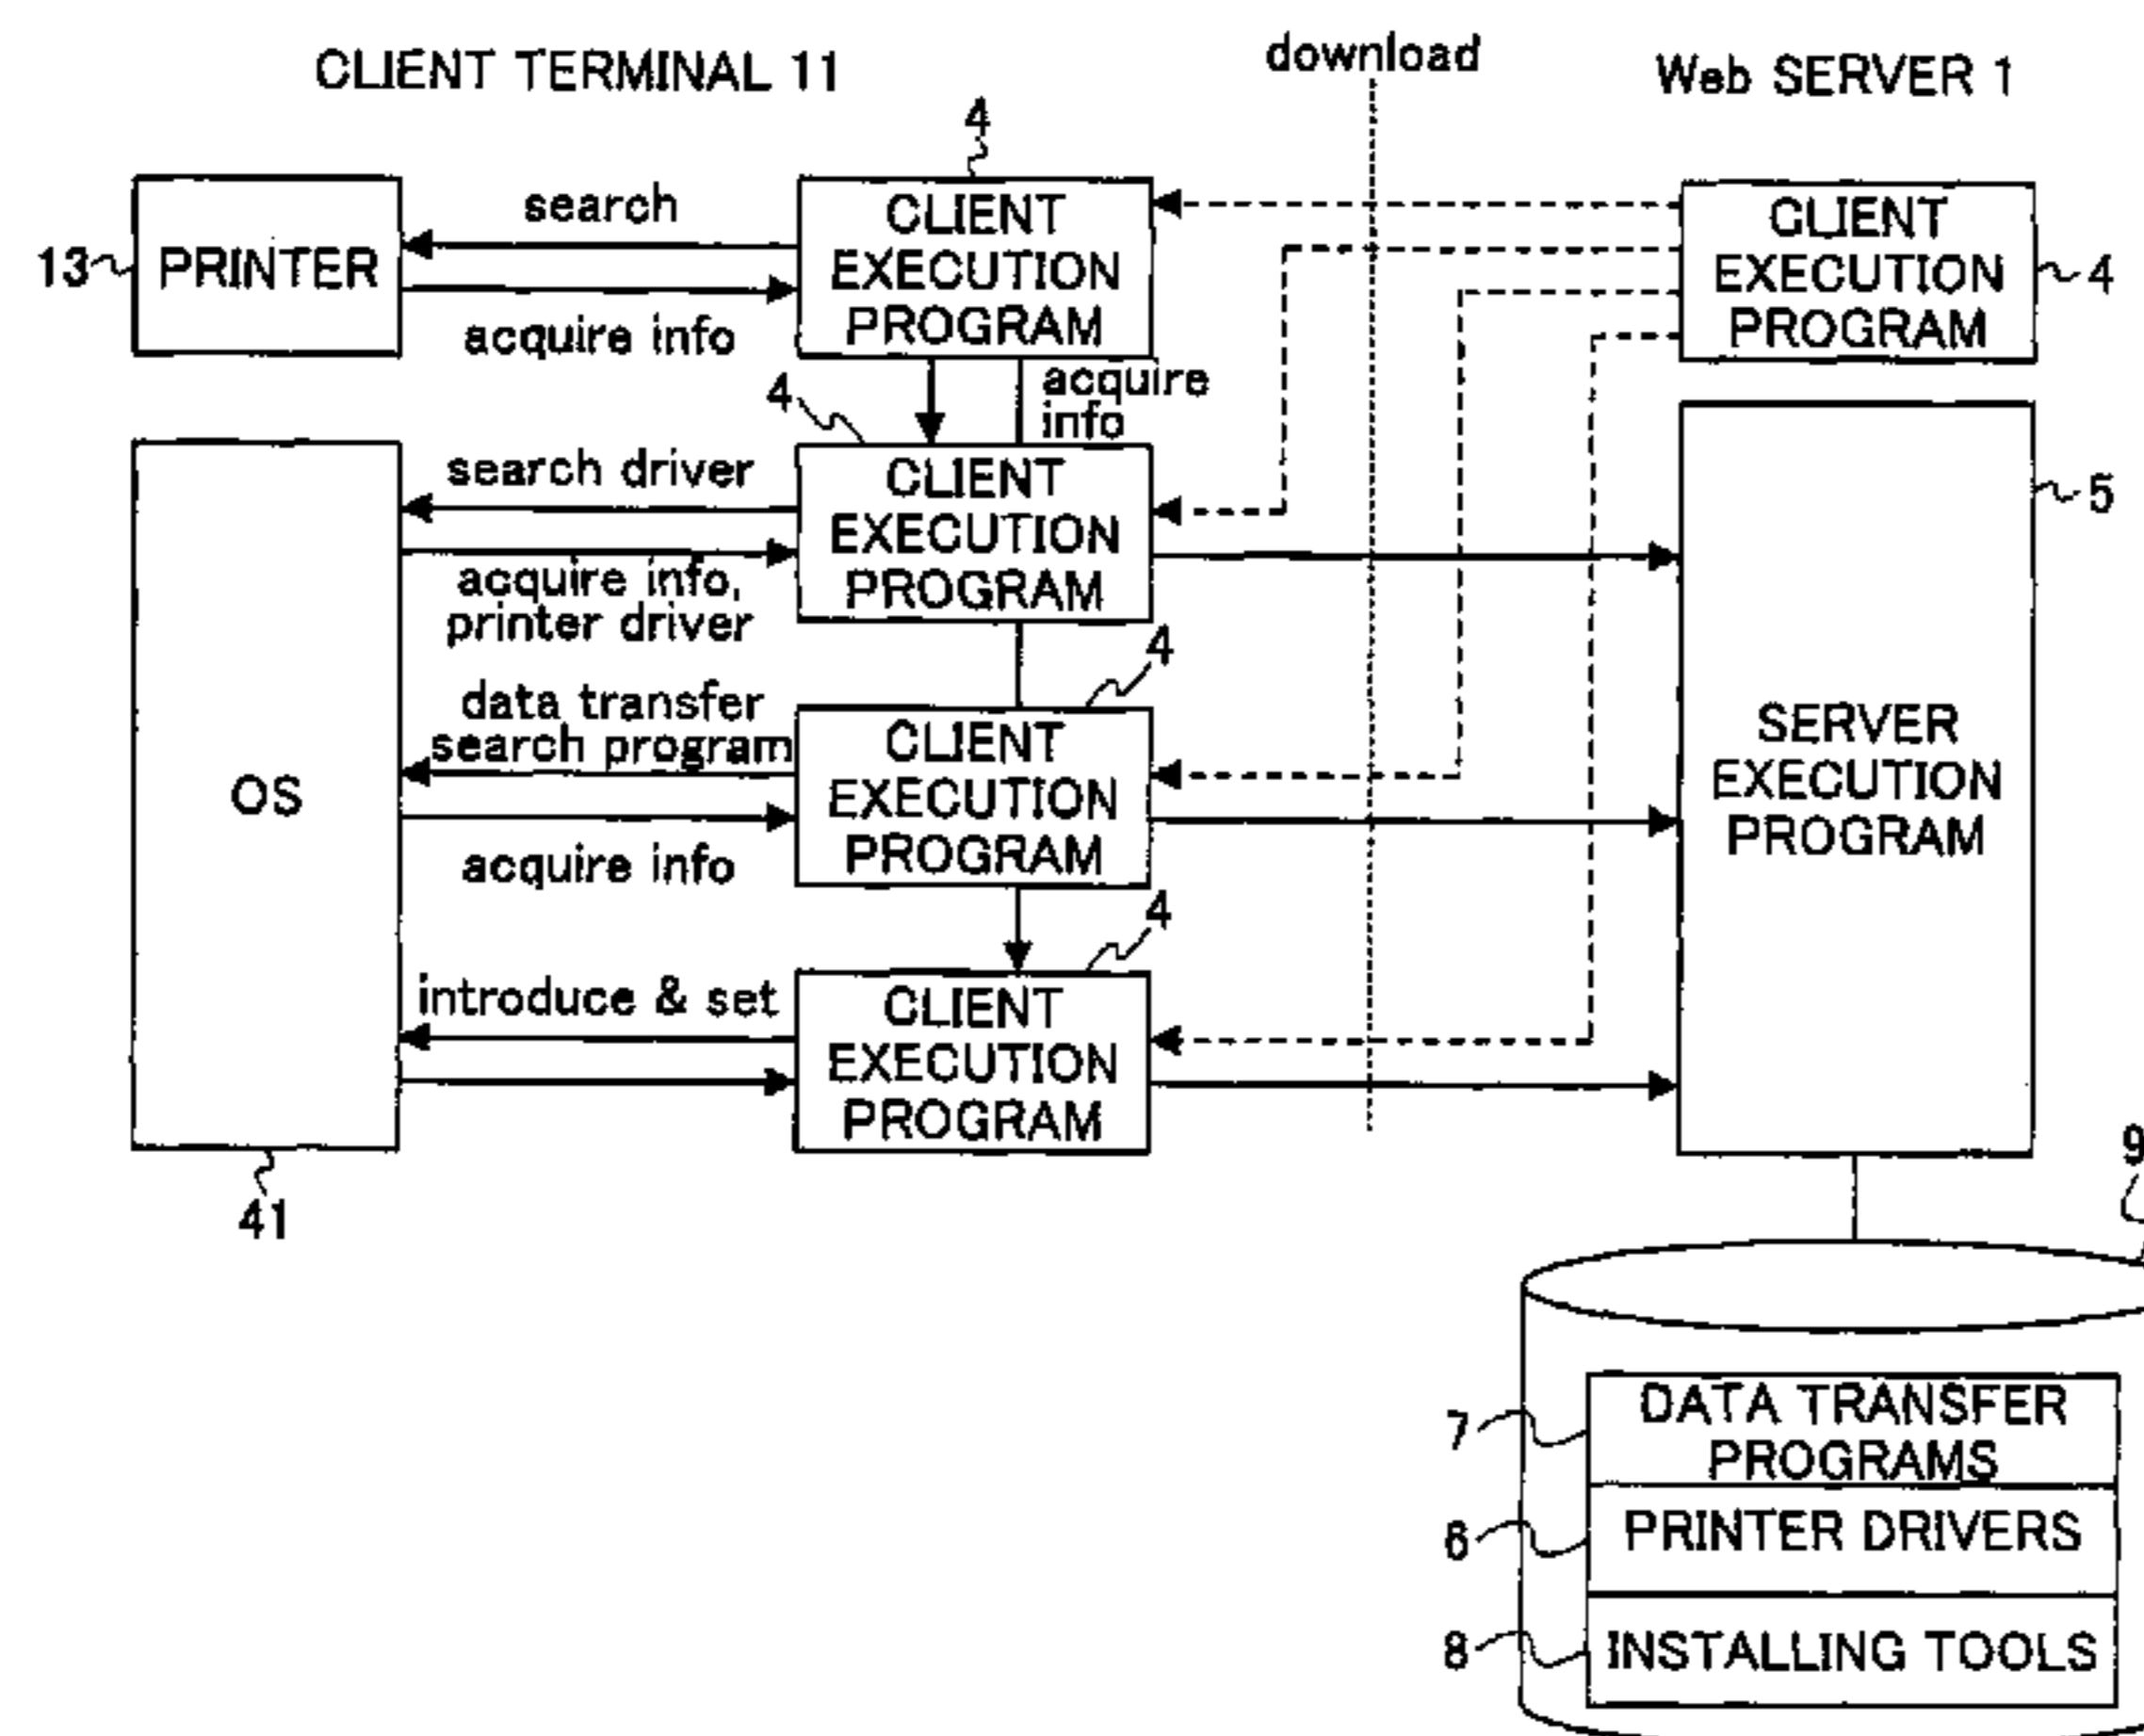 CLIENT TERMINAL 11
download
Web SERVER 1
4
13
PRINTER
search
acquire info
CLIENT
EXECUTION
PROGRAM
CLIENT
EXECUTION
PROGRAM
4
acquire
info
4
search driver
acquire info,
printer driver
CLIENT
EXECUTION
PROGRAM
5
4
data transfer
search program
acquire info
CLIENT
EXECUTION
PROGRAM
OS
SERVER
EXECUTION
PROGRAM
4
introduce & set
CLIENT
EXECUTION
PROGRAM
41
9
7
DATA TRANSFER
PROGRAMS
6
PRINTER DRIVERS
8
INSTALLING TOOLS